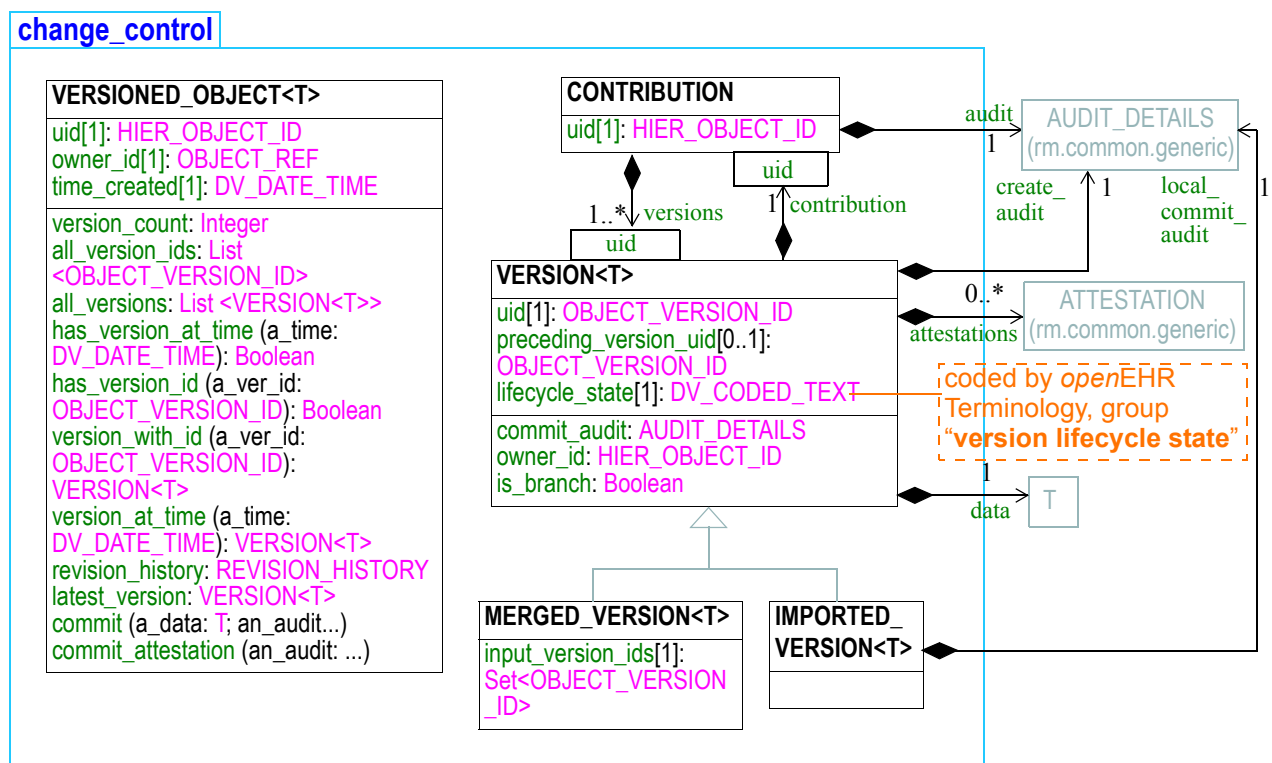 change_control
VERSIONED_OBJECT<T>
uid[1]: HIER_OBJECT_ID
owner_id[1]: OBJECT_REF
time_created[1]: DV_DATE_TIME
version_count: Integer
all_version_ids: List
<OBJECT_VERSION_ID>
all_versions: List <VERSION<T>>
has_version_at_time (a_time:
DV_DATE_TIME): Boolean
has_version_id (a_ver_id:
OBJECT_VERSION_ID): Boolean
version_with_id (a_ver_id:
OBJECT_VERSION_ID):
VERSION<T>
version_at_time (a_time:
DV_DATE_TIME): VERSION<T>
revision_history: REVISION_HISTORY
latest_version: VERSION<T>
commit (a_data: T; an_audit...)
commit_attestation (an_audit: ...)
CONTRIBUTION
uid[1]: HIER_OBJECT_ID
audit
1
AUDIT_DETAILS
(rm.common.generic)
uid
1..*
versions
1
contribution
create_
audit
1
local_
commit_
audit
1
uid
VERSION<T>
uid[1]: OBJECT_VERSION_ID
preceding_version_uid[0..1]:
OBJECT_VERSION_ID
lifecycle_state[1]: DV_CODED_TEXT
commit_audit: AUDIT_DETAILS
owner_id: HIER_OBJECT_ID
is_branch: Boolean
0..*
attestations
ATTESTATION
(rm.common.generic)
coded by openEHR
Terminology, group
“version lifecycle state”
1
data
T
MERGED_VERSION<T>
input_version_ids[1]:
Set<OBJECT_VERSION
_ID>
IMPORTED_
VERSION<T>